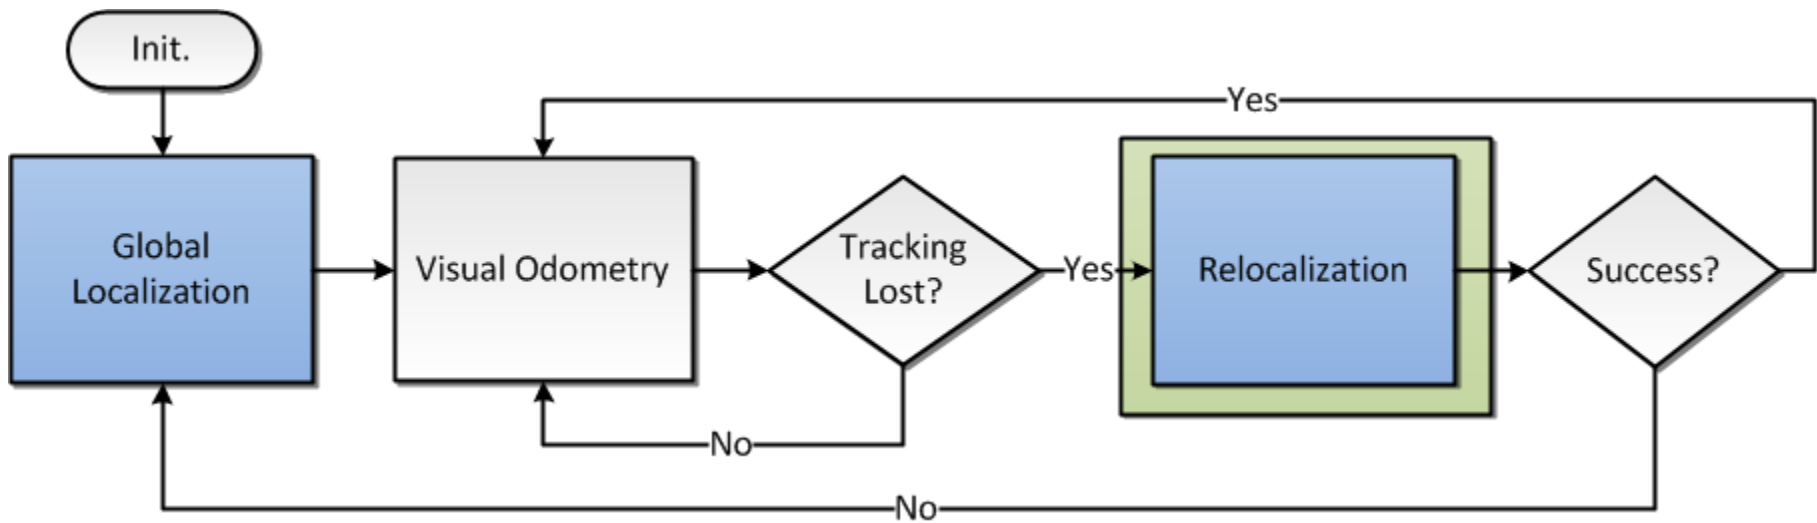 Init.
Yes
Global
Localization
Visual Odometry
Tracking
Lost?
Yes
Relocalization
Success?
No
No